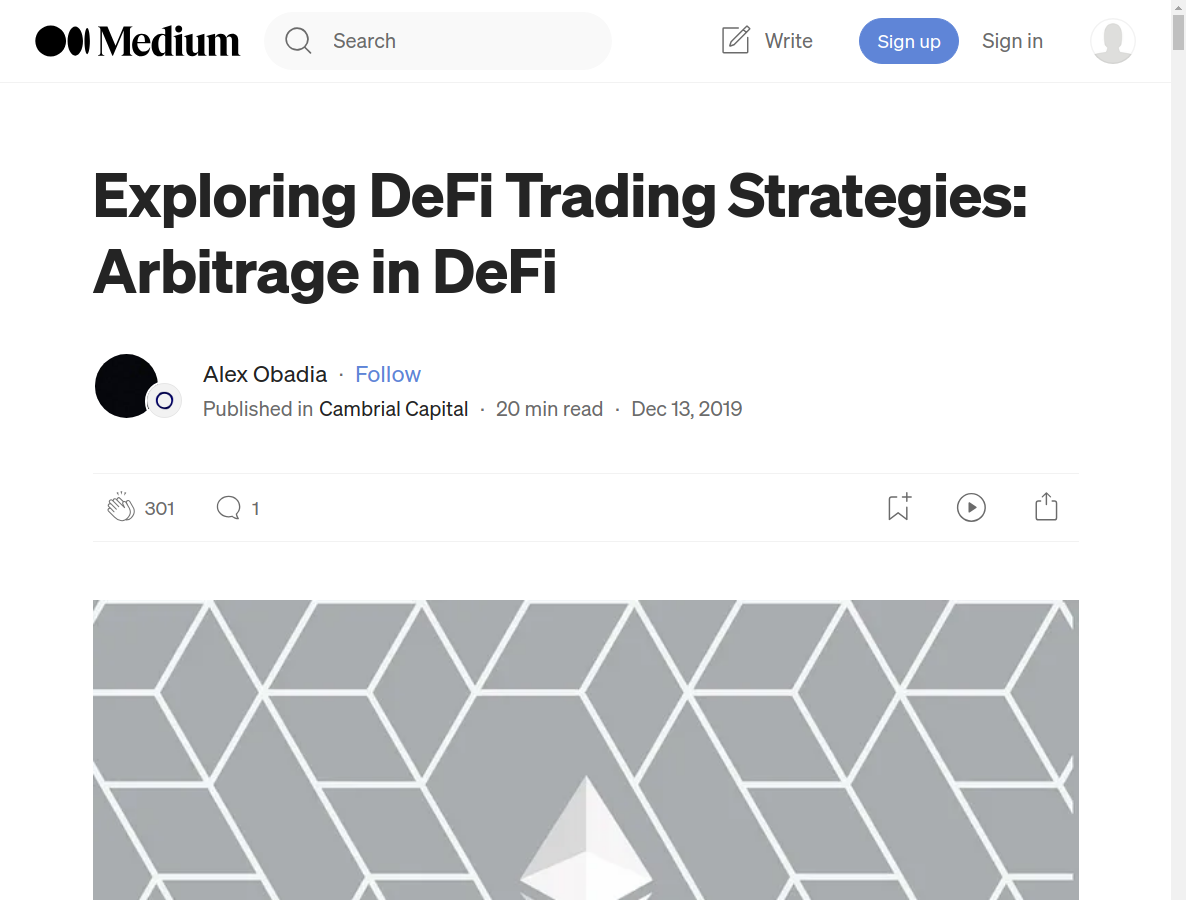 Medium
Search
Write
Sign up
Sign in
Exploring DeFi Trading Strategies:
Arbitrage in DeFi
Alex Obadia · Follow
Published in Cambrial Capital · 20 min read · Dec 13, 2019
301
1